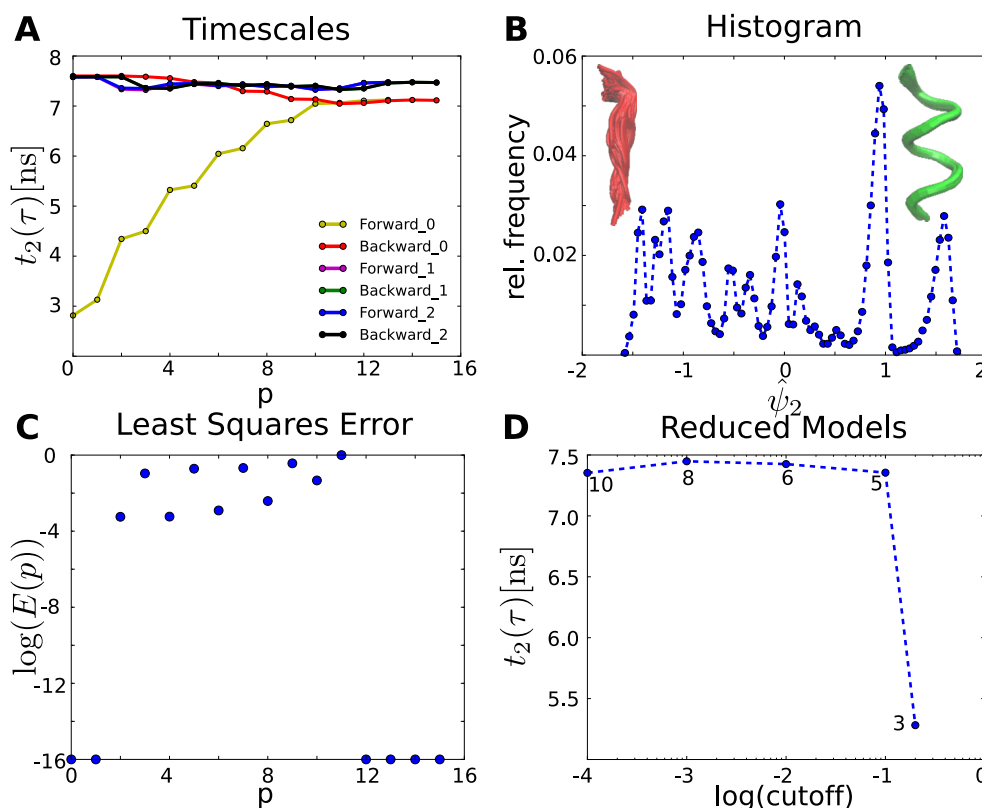 A Timescales
8
7
6
5
4
3
0 4 8 12 16
t₂(τ)[ns]
p
Forward_0
Backward_0
Forward_1
Backward_1
Forward_2
Backward_2
B Histogram
0.06
0.04
0.02
-2 -1 0 1 2
rel. frequency
ψ̂₂
C Least Squares Error
0
-4
-8
-12
-16
0 4 8 12 16
log(E(p))
p
D Reduced Models
7.5
7.0
6.5
6.0
5.5
-4 -3 -2 -1 0
t₂(τ)[ns]
10 8 6 5
3
log(cutoff)